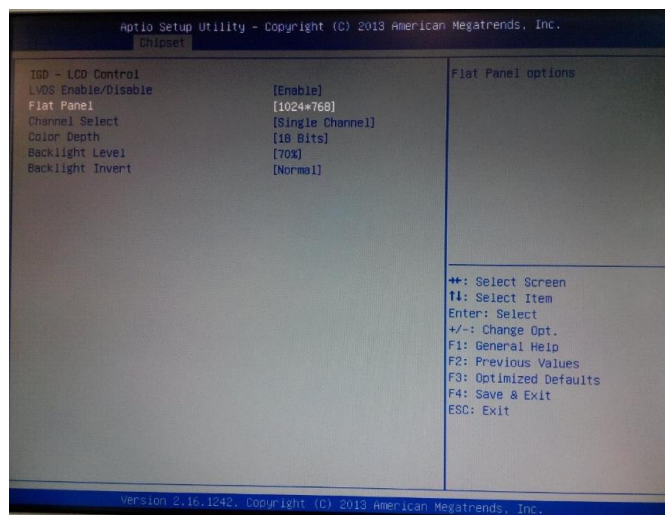 Aptio Setup Utility – Copyright (C) 2013 American Megatrends, Inc.
Chipset
IGD - LCD Control
LVDS Enable/Disable [Enable]
Flat Panel [1024*768]
Channel Select [Single Channel]
Color Depth [18 Bits]
Backlight Level [70%]
Backlight Invert [Normal]
Flat Panel options
→←: Select Screen
↑↓: Select Item
Enter: Select
+/-: Change Opt.
F1: General Help
F2: Previous Values
F3: Optimized Defaults
F4: Save & Exit
ESC: Exit
Version 2.16.1242. Copyright (C) 2013 American Megatrends, Inc.